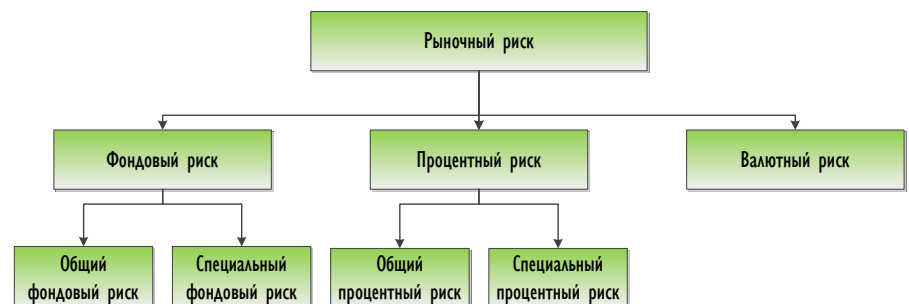 Рыночный риск
Фондовый риск
Процентный риск
Валютный риск
Общий
фондовый риск
Специальный
фондовый риск
Общий
процентный риск
Специальный
процентный риск